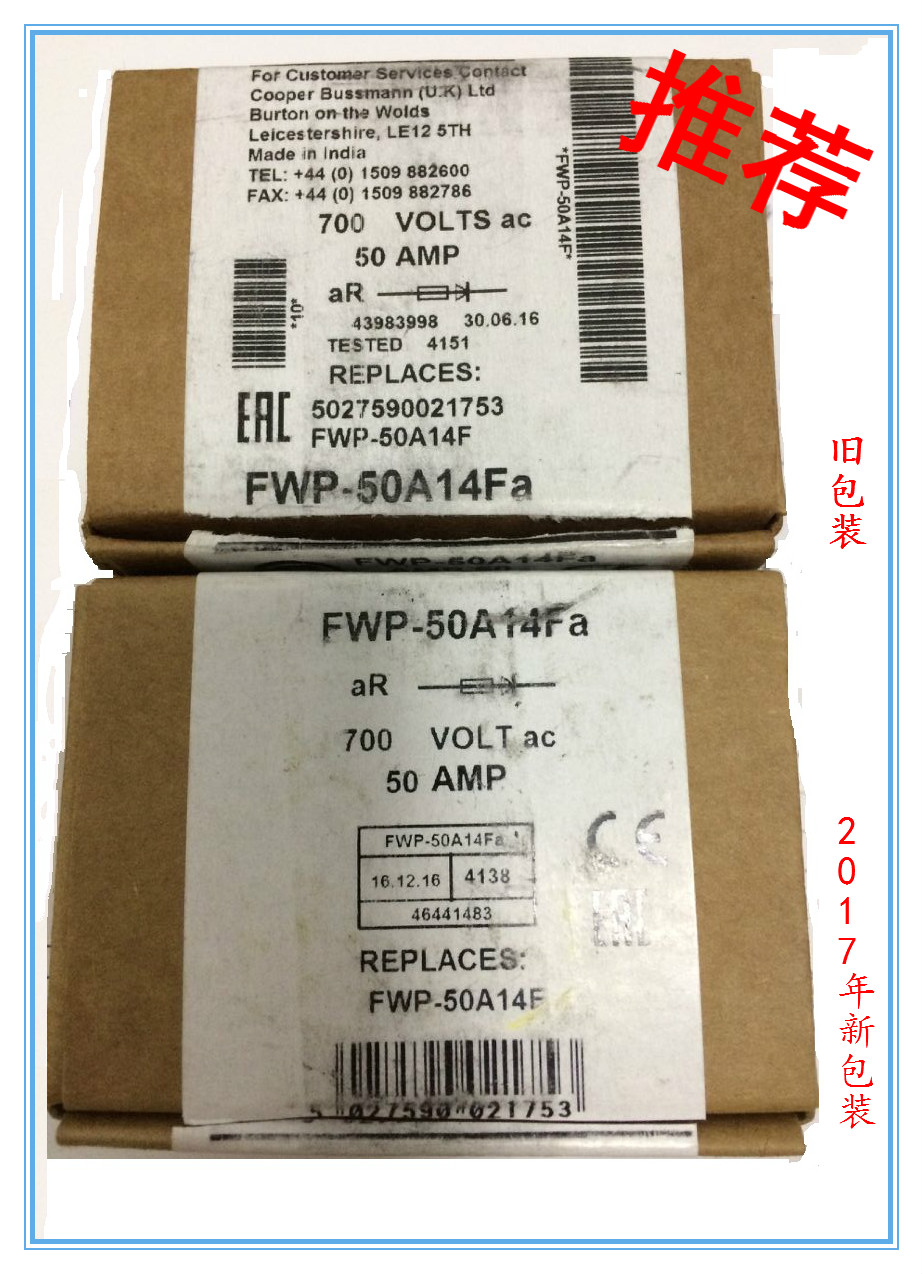 推荐
For Customer Services Contact
Cooper Bussmann (U.K) Ltd
Burton on the Wolds
Leicestershire, LE12 5TH
Made in India
TEL: +44 (0) 1509 882600
FAX: +44 (0) 1509 882786
700 VOLTS ac
50 AMP
aR
43983998 30.06.16
TESTED 4151
REPLACES:
5027590021753
FWP-50A14F
FWP-50A14Fa
*10*
*FWP-50A14F*
EAC
旧包装
FWP-50A14Fa
FWP-50A14Fa
aR
700 VOLT ac
50 AMP
FWP-50A14Fa
16.12.16 4138
46441483
CE
EAC
REPLACES:
FWP-50A14F
5 027590 021753
2017年新包装